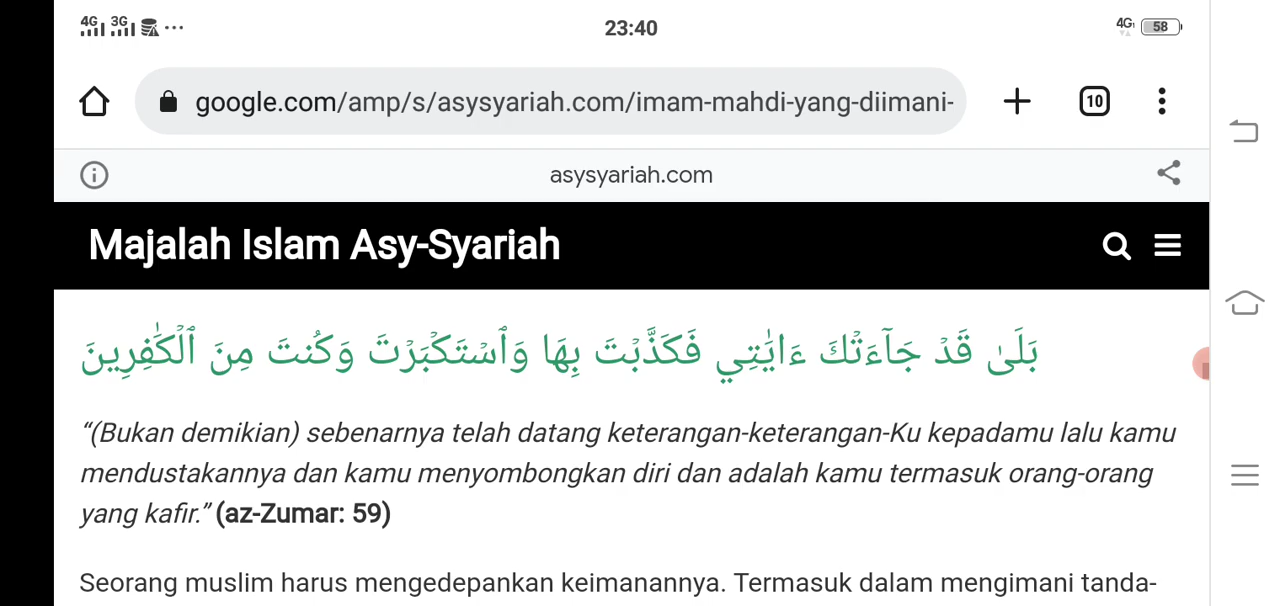 4G 3G ... 23:40 4G 58
google.com/amp/s/asysyariah.com/imam-mahdi-yang-diimani- 10
asysyariah.com
Majalah Islam Asy-Syariah
بَلَىٰ قَدۡ جَآءَتۡكَ ءَايَٰتِي فَكَذَّبۡتَ بِهَا وَٱسۡتَكۡبَرۡتَ وَكُنتَ مِنَ ٱلۡكَٰفِرِينَ
“(Bukan demikian) sebenarnya telah datang keterangan-keterangan-Ku kepadamu lalu kamu
mendustakannya dan kamu menyombongkan diri dan adalah kamu termasuk orang-orang
yang kafir.” (az-Zumar: 59)
Seorang muslim harus mengedepankan keimanannya. Termasuk dalam mengimani tanda-